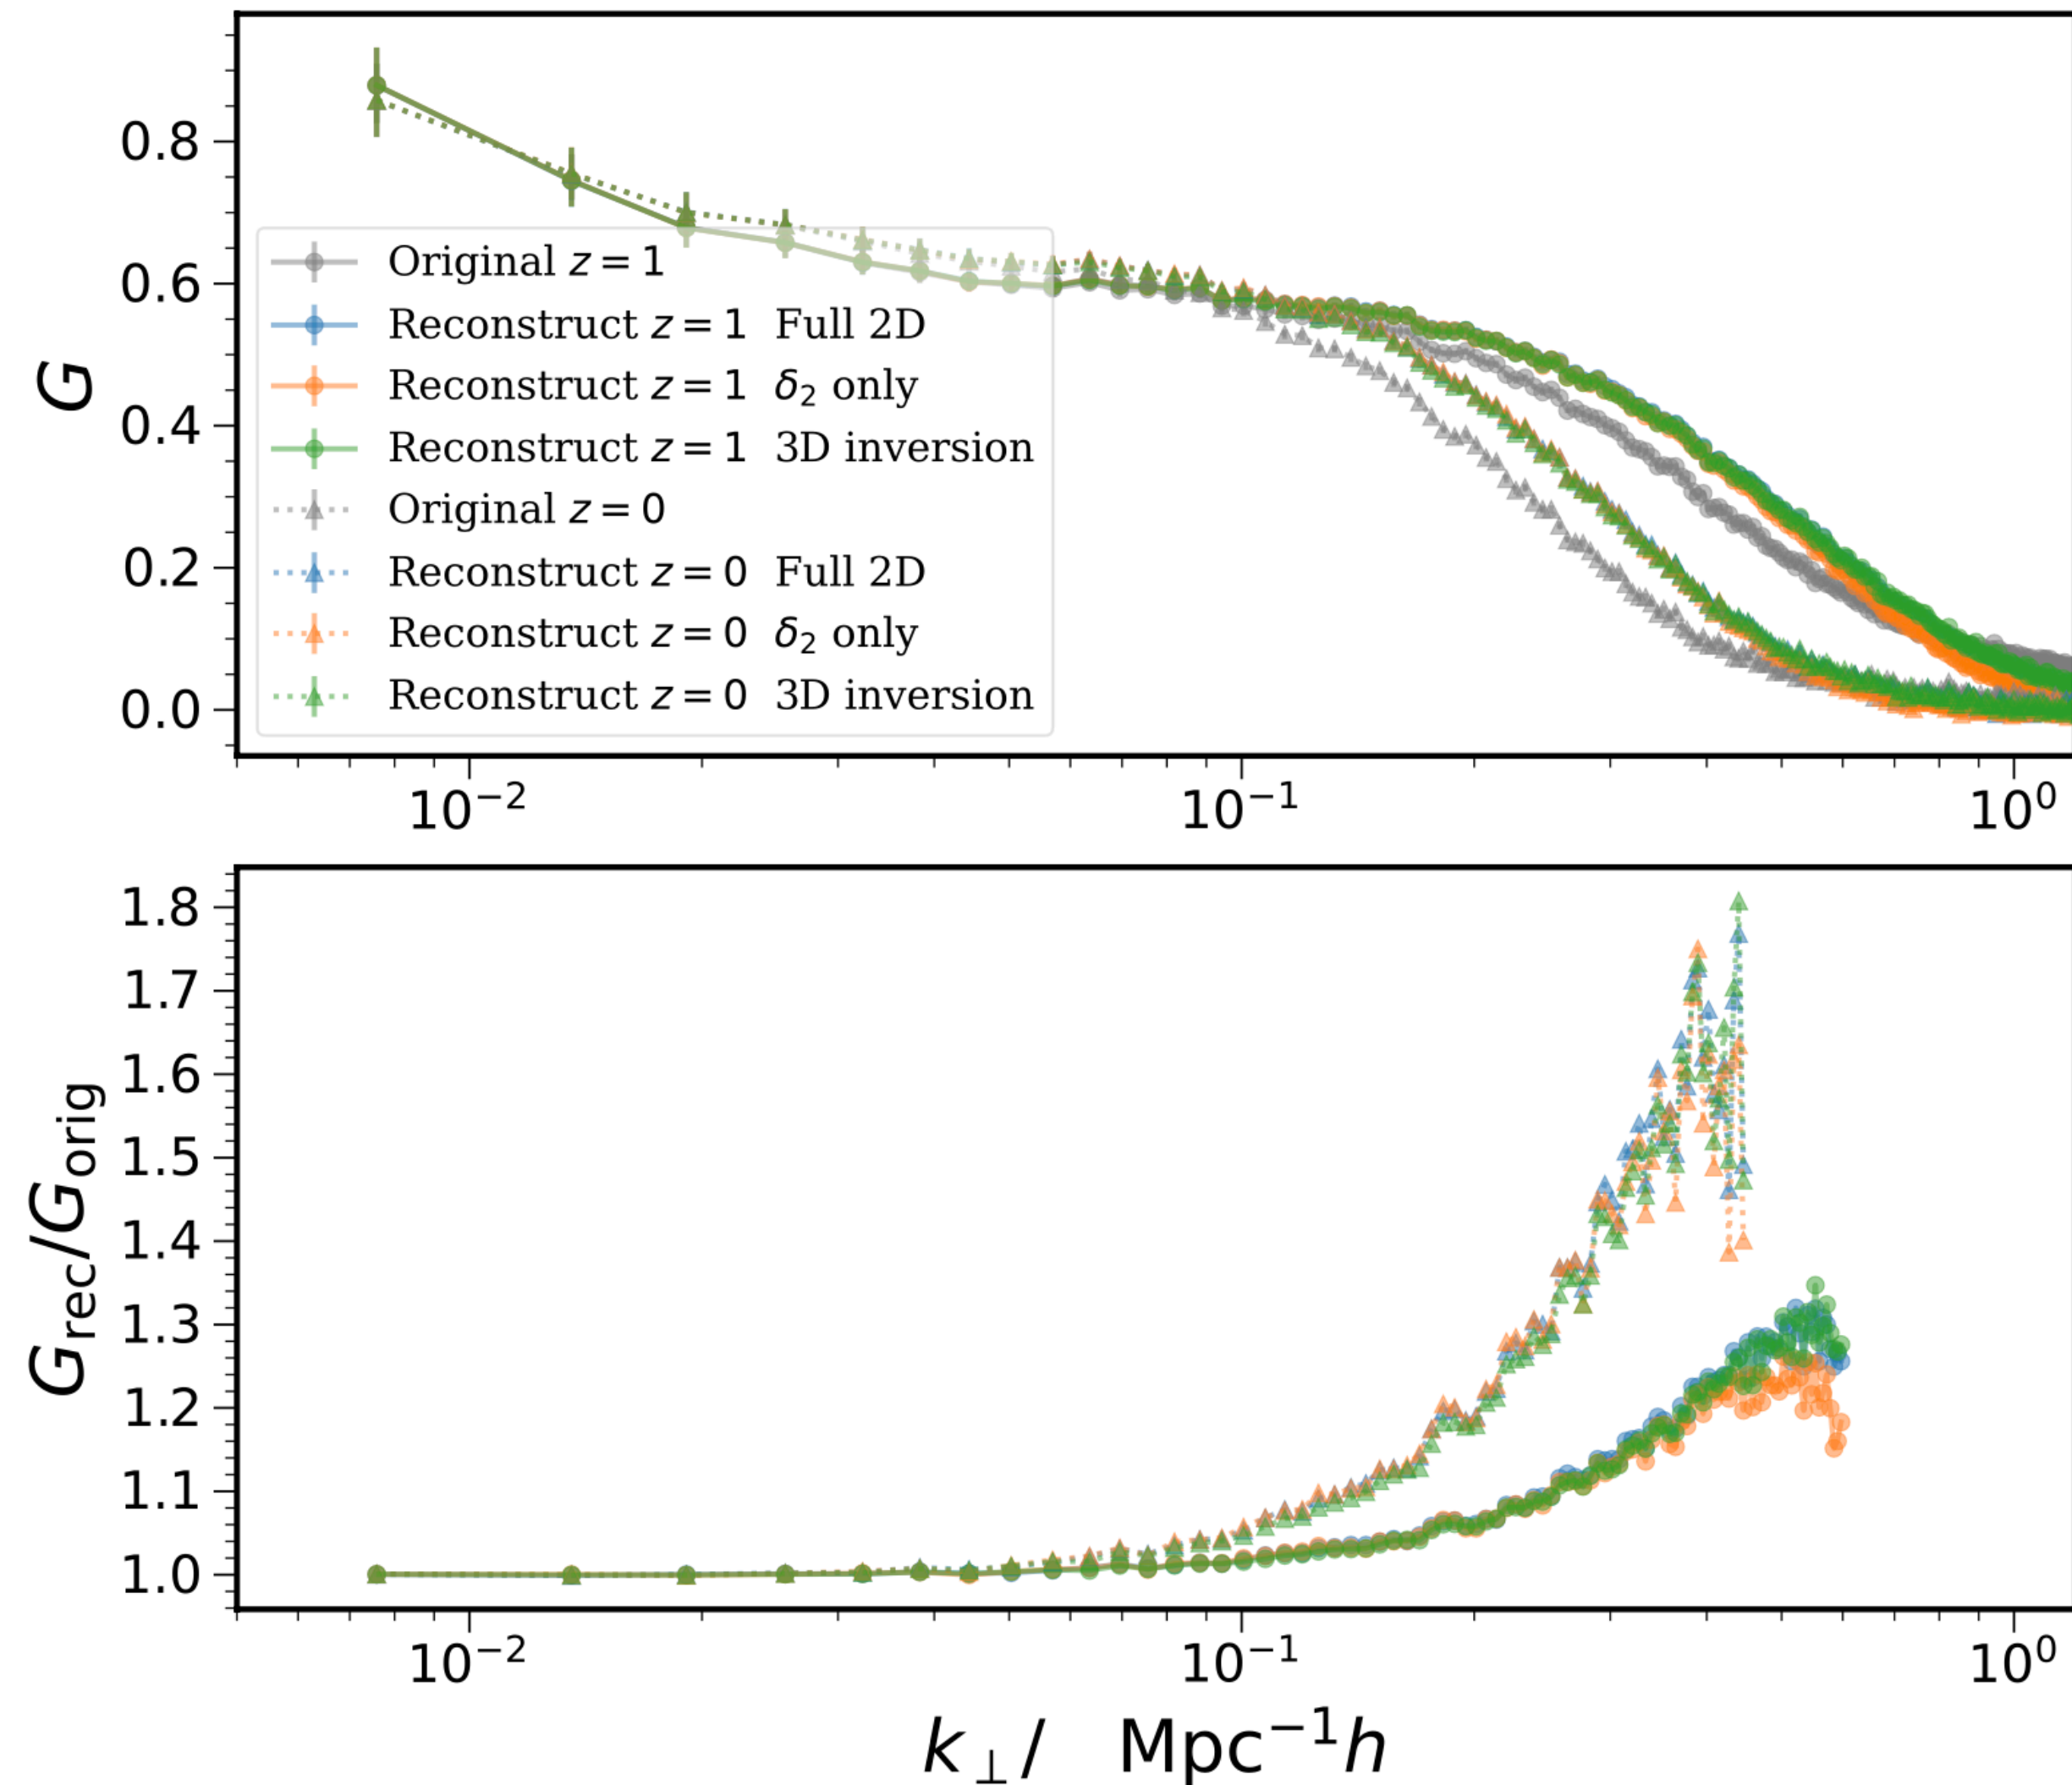 G
0.8
0.6
0.4
0.2
0.0
Original z = 1
Reconstruct z = 1 Full 2D
Reconstruct z = 1 δ₂ only
Reconstruct z = 1 3D inversion
Original z = 0
Reconstruct z = 0 Full 2D
Reconstruct z = 0 δ₂ only
Reconstruct z = 0 3D inversion
10⁻² 10⁻¹ 10⁰
G_rec/G_orig
1.8
1.7
1.6
1.5
1.4
1.3
1.2
1.1
1.0
10⁻² 10⁻¹ 10⁰
k_⊥/ Mpc⁻¹h